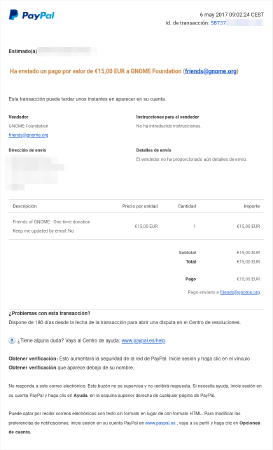 PayPal
6 may 2017 09:02:24 CEST
Id. de transacción:
Estimado(a)
Ha enviado un pago por valor de €15,00 EUR a GNOME Foundation (friends@gnome.org)
Esta transacción puede tardar unos instantes en aparecer en su cuenta.
Vendedor
GNOME Foundation
friends@gnome.org
Instrucciones para el vendedor
No ha introducido instrucciones.
Dirección de envío
Detalles de envío
El vendedor no ha proporcionado aún detalles de envío.
Descripción Precio por unidad Cantidad Importe
Friends of GNOME - One time donation €15,00 EUR 1 €15,00 EUR
Keep me updated by email: No
Subtotal €15,00 EUR
Total €15,00 EUR
Pago €15,00 EUR
Pago enviado a friends@gnome.org
¿Problemas con esta transacción?
Dispone de 180 días desde la fecha de la transacción para abrir una disputa en el Centro de resoluciones.
¿Tiene alguna duda? Vaya al Centro de ayuda: www.paypal.es/help.
Obtener verificación: Esto aumentará la seguridad de la red de PayPal. Inicie sesión y haga clic en el vínculo
Obtener verificación que aparece debajo de su nombre.
No responda a este correo electrónico. Este buzón no se supervisa y no recibirá respuesta. Si necesita ayuda, inicie sesión en
su cuenta PayPal y haga clic en Ayuda, en la esquina superior derecha de cualquier página de PayPal.
Puede optar por recibir correos electrónicos con texto sin formato en lugar de con formato HTML. Para modificar las
preferencias de notificaciones, inicie sesión en su cuenta PayPal en www.paypal.es , vaya a su perfil y haga clic en Opciones
de cuenta.